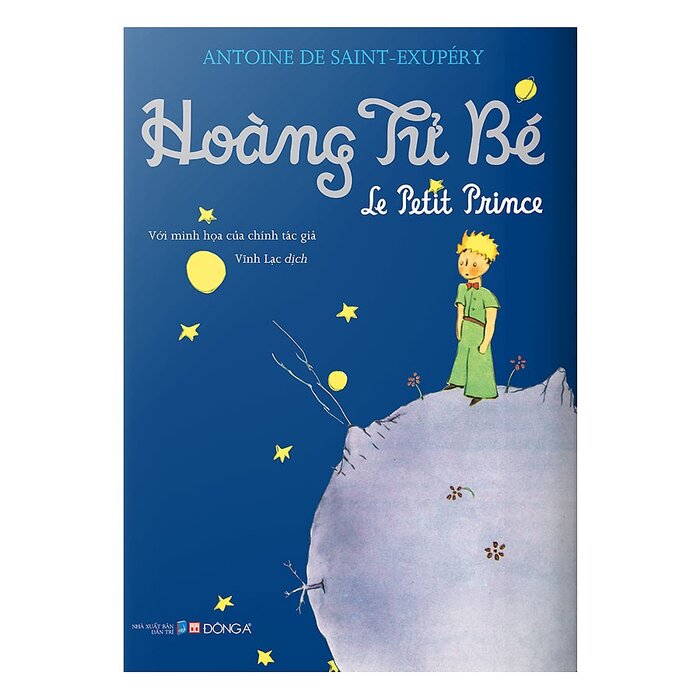 ANTOINE DE SAINT-EXUPÉRY
Hoàng Tử Bé
Le Petit Prince
Với minh họa của chính tác giả
Vĩnh Lạc dịch
NHÀ XUẤT BẢN
DÂN TRÍ
ĐÔNG A